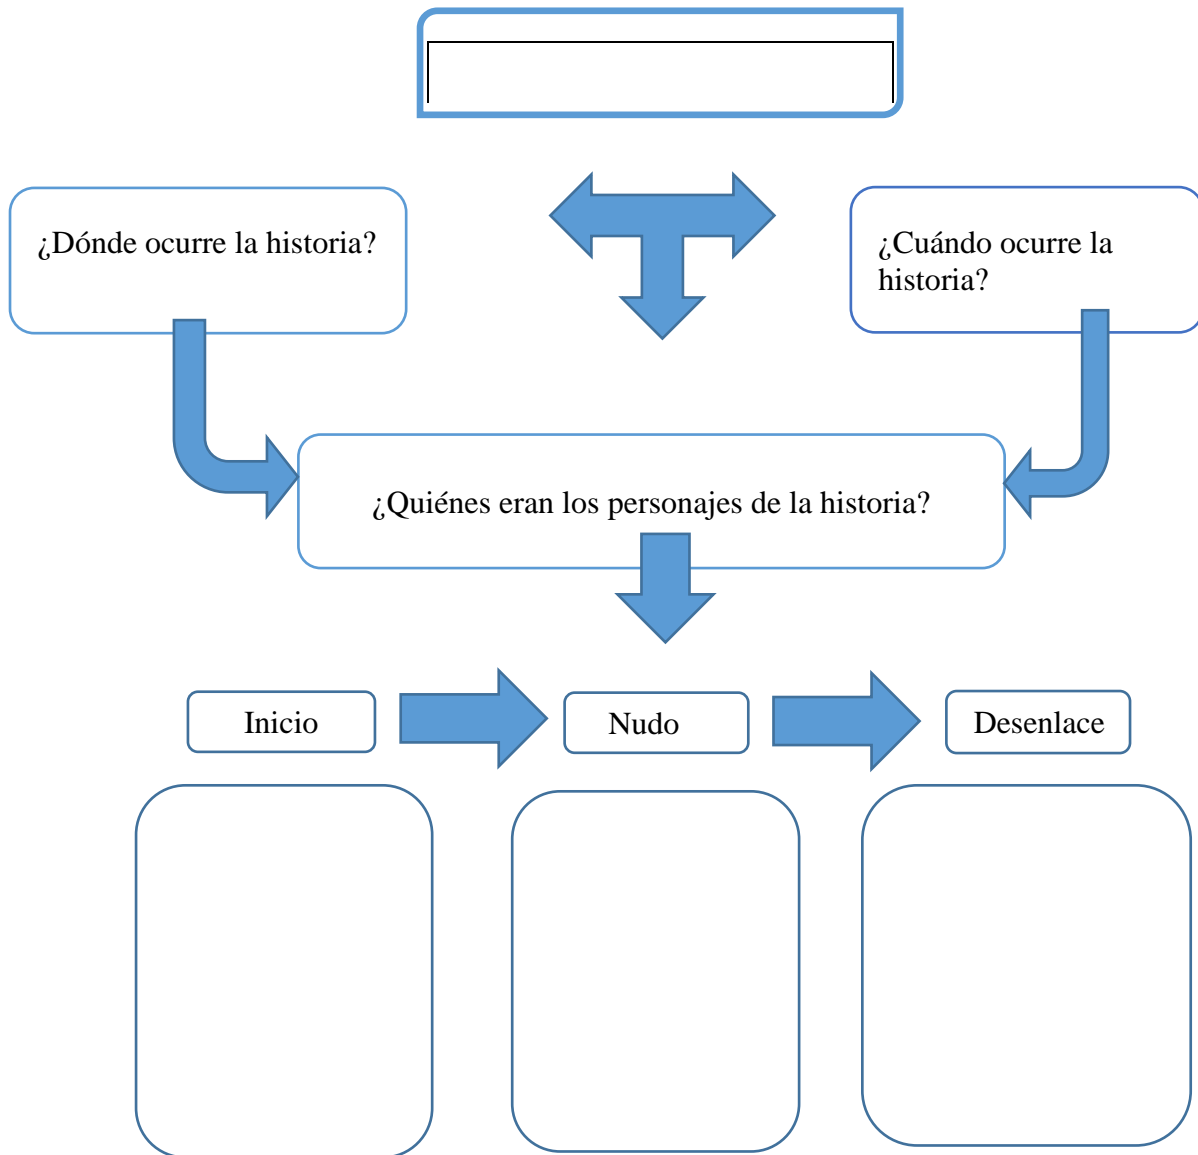 ¿Dónde ocurre la historia?
¿Cuándo ocurre la
historia?
¿Quiénes eran los personajes de la historia?
Inicio
Nudo
Desenlace